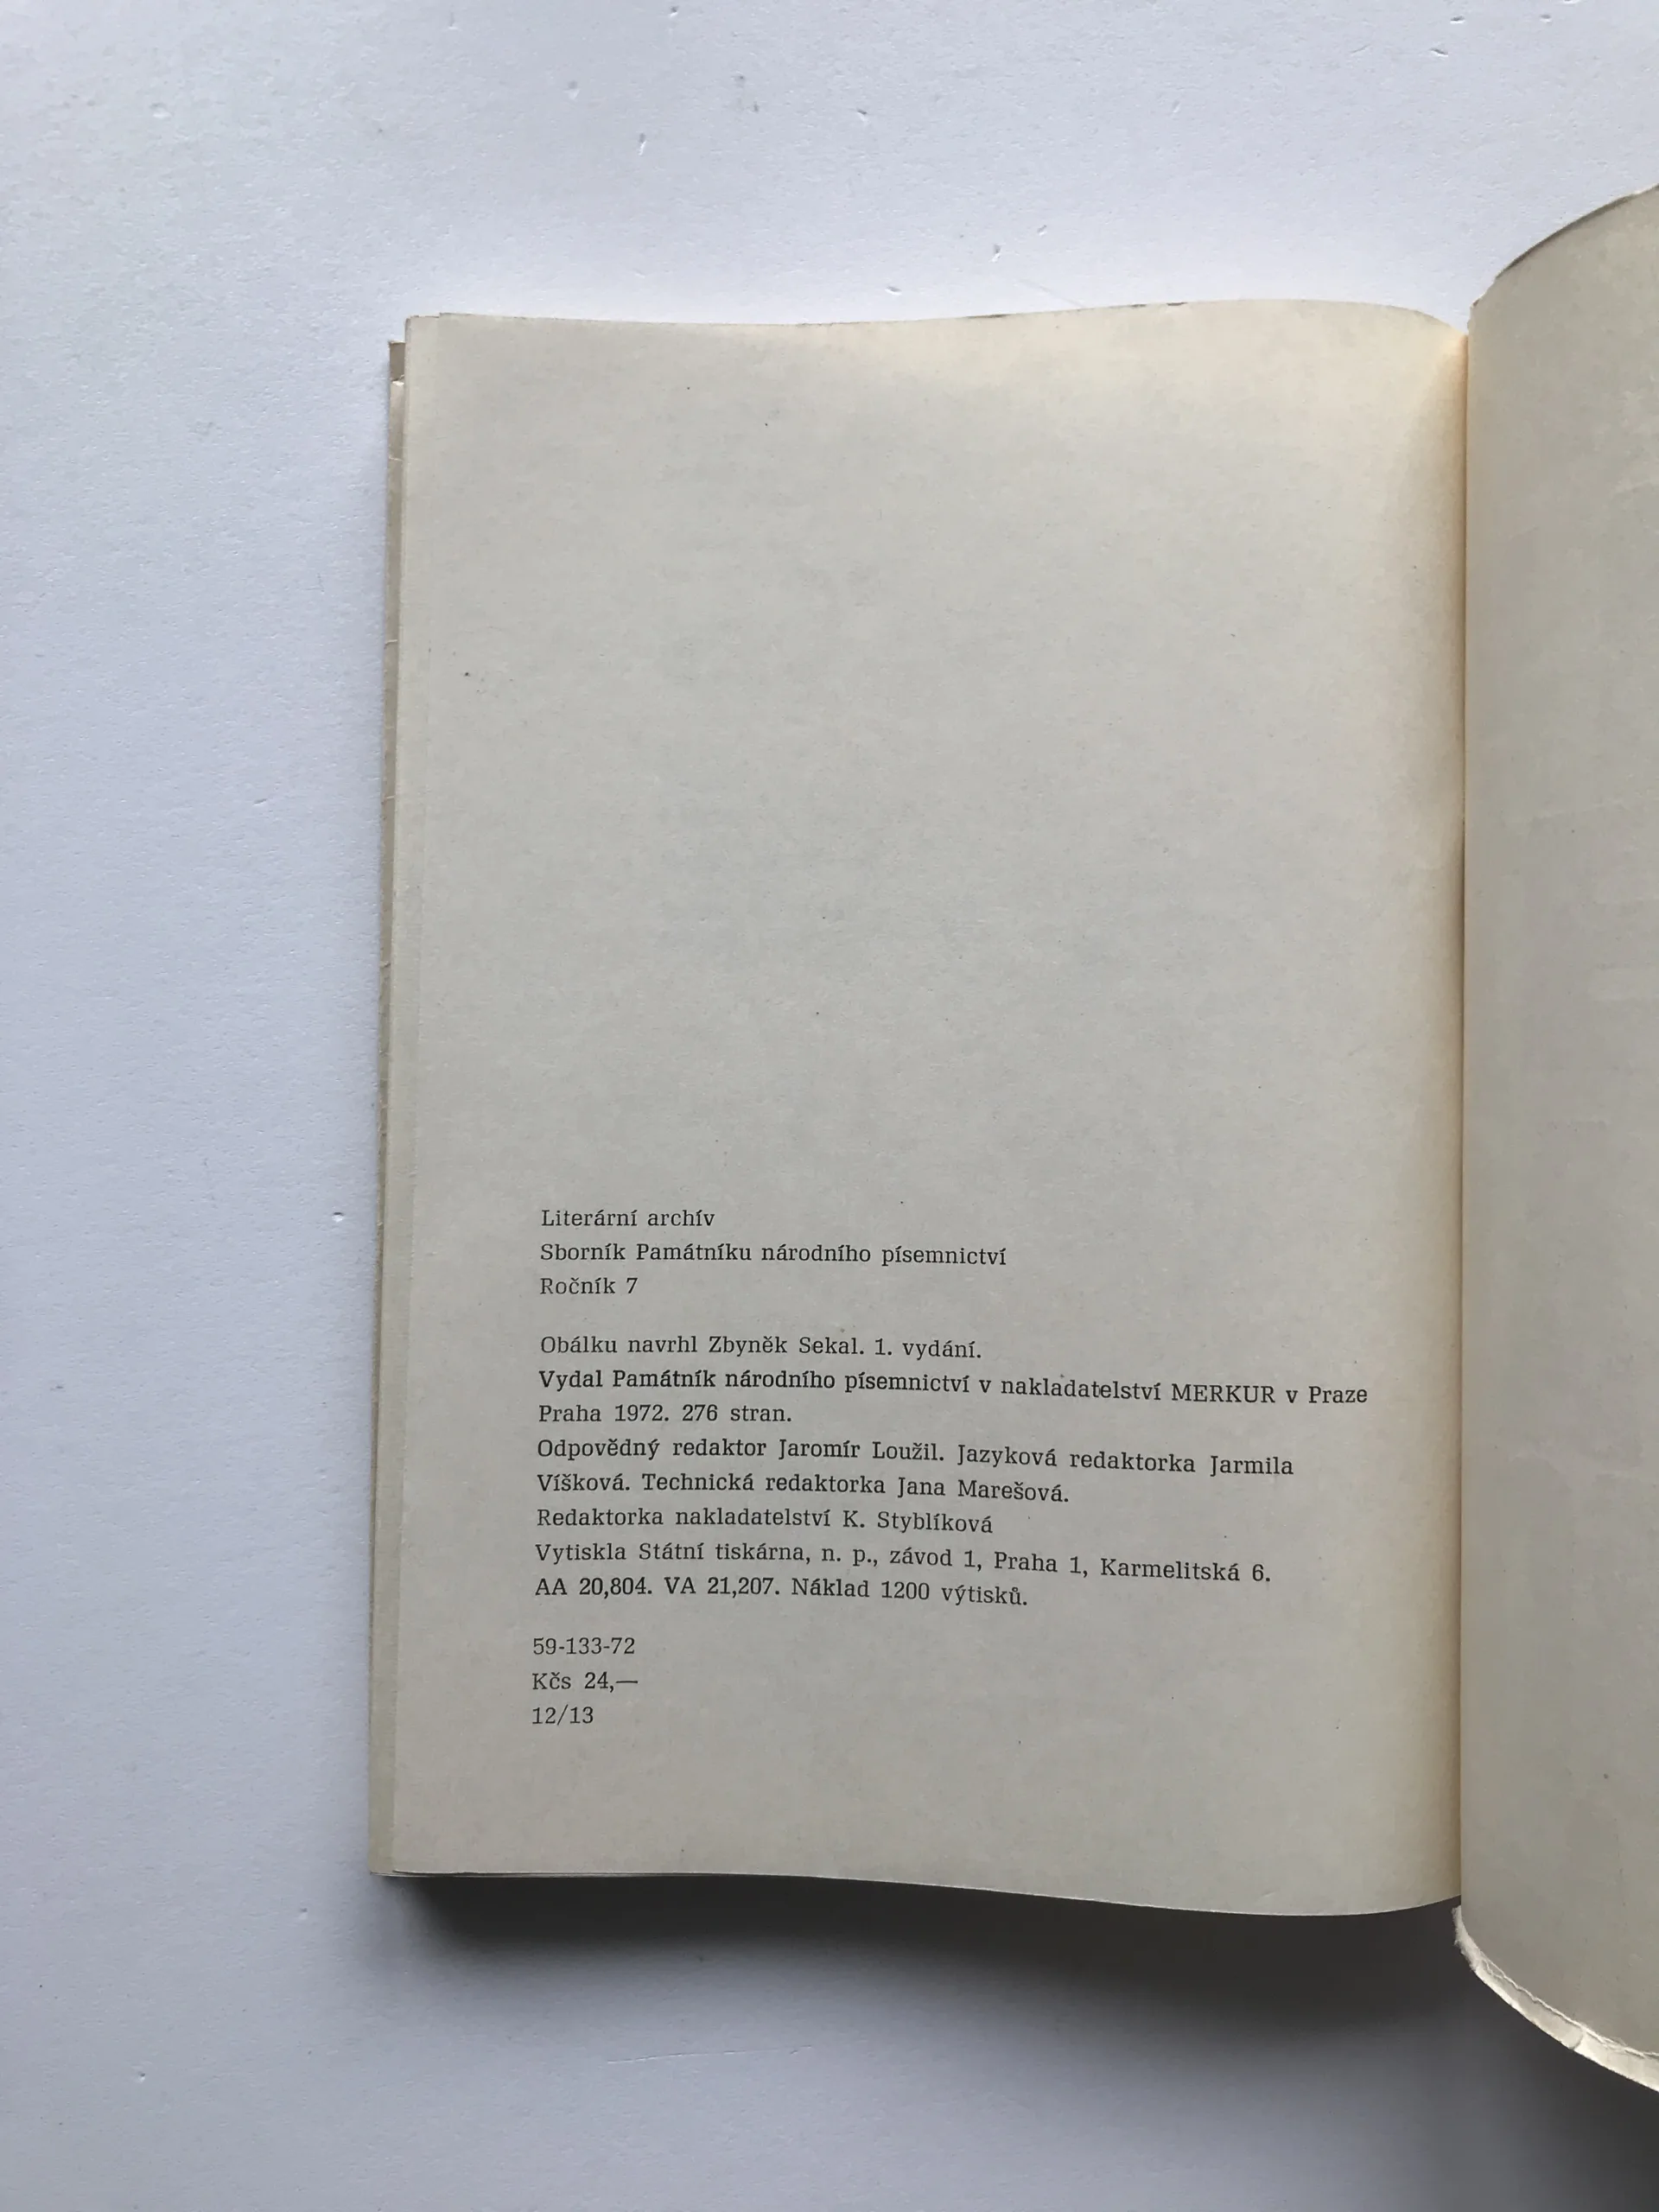 Literární archív
Sborník Památníku národního písemnictví
Ročník 7
Obálku navrhl Zbyněk Sekal. 1. vydání.
Vydal Památník národního písemnictví v nakladatelství MERKUR v Praze
Praha 1972. 276 stran.
Odpovědný redaktor Jaromír Loužil. Jazyková redaktorka Jarmila
Víšková. Technická redaktorka Jana Marešová.
Redaktorka nakladatelství K. Styblíková
Vytiskla Státní tiskárna, n. p., závod 1, Praha 1, Karmelitská 6.
AA 20,804. VA 21,207. Náklad 1200 výtisků.
59-133-72
Kčs 24,—
12/13